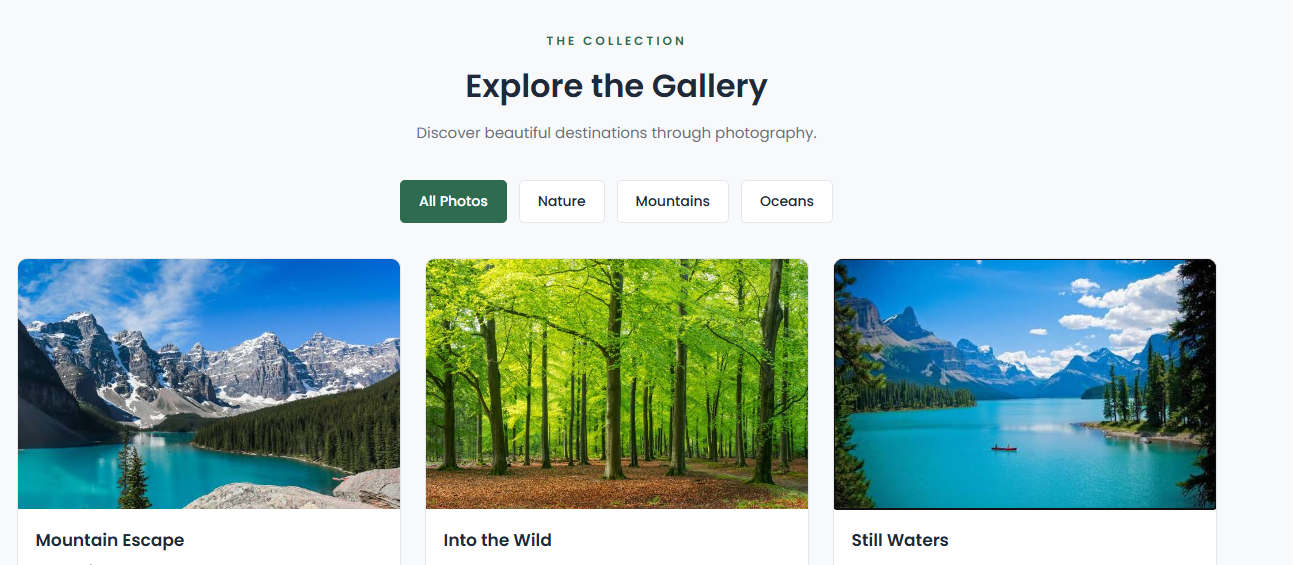 THE COLLECTION
Explore the Gallery
Discover beautiful destinations through photography.
All Photos Nature Mountains Oceans
Mountain Escape Into the Wild Still Waters